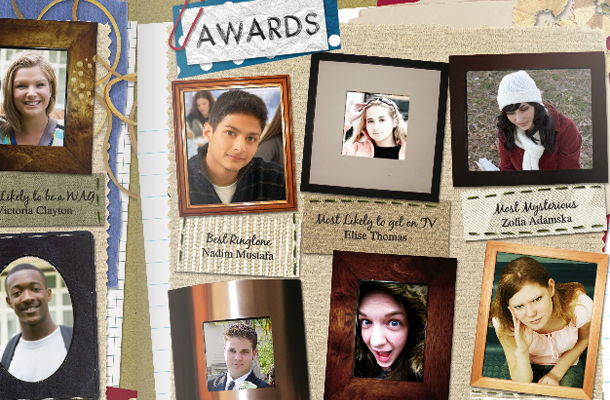 AWARDS
Likely to be a WAG
Victoria Clayton
Best Ringtone
Nadim Mustafa
Most Likely to get on TV
Elise Thomas
Most Mysterious
Zofia Adamska